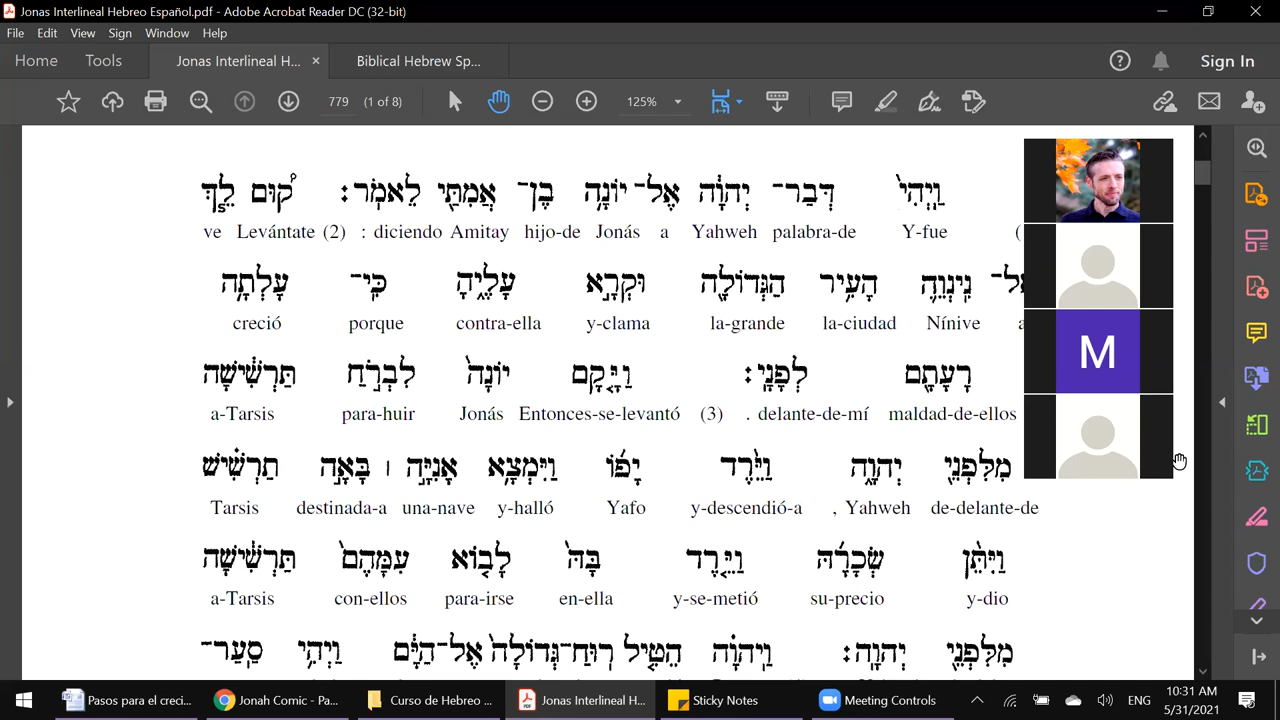 Jonas Interlineal Hebreo Español.pdf - Adobe Acrobat Reader DC (32-bit)
File Edit View Sign Window Help
Home Tools Jonas Interlineal H... × Biblical Hebrew Sp... Sign In
779 (1 of 8) 125%
וַֽיְהִי֙ דְּבַר־ יְהוָ֔ה אֶל־ יוֹנָ֥ה בֶן־ אֲמִתַּ֖י לֵאמֹֽר׃ ק֠וּם לֵ֧ךְ
ve Levántate (2) : diciendo Amitay hijo-de Jonás a Yahweh palabra-de Y-fue (
נִֽינְוֵ֛ה הָעִ֥יר הַגְּדוֹלָ֖ה וּקְרָ֣א עָלֶ֑יהָ כִּֽי־ עָלְתָ֥ה
creció porque contra-ella y-clama la-grande la-ciudad Nínive a
רָעָתָ֖ם לְפָנָֽי׃ וַיָּ֤קָם יוֹנָה֙ לִבְרֹ֣חַ תַּרְשִׁ֔ישָׁה
a-Tarsis para-huir Jonás Entonces-se-levantó (3) . delante-de-mí maldad-de-ellos
מִלִּפְנֵ֖י יְהוָ֑ה וַיֵּ֨רֶד יָפ֜וֹ וַיִּמְצָ֥א אָנִיָּ֣ה ׀ בָּאָ֣ה תַרְשִׁ֗ישׁ
Tarsis destinada-a una-nave y-halló Yafo y-descendió-a , Yahweh de-delante-de
וַיִּתֵּ֨ן שְׂכָרָ֜הּ וַיֵּ֤רֶד בָּהּ֙ לָב֤וֹא עִמָּהֶם֙ תַּרְשִׁ֔ישָׁה
a-Tarsis con-ellos para-irse en-ella y-se-metió su-precio y-dio
מִלִּפְנֵ֖י יְהוָֽה׃ וַֽיהוָ֗ה הֵטִ֤יל רֽוּחַ־גְּדוֹלָה֙ אֶל־הַיָּ֔ם וַיְהִ֥י סַֽעַר־
M
Pasos para el creci... Jonah Comic - Pa... Curso de Hebreo ... Jonas Interlineal H... Sticky Notes Meeting Controls ENG 10:31 AM
5/31/2021